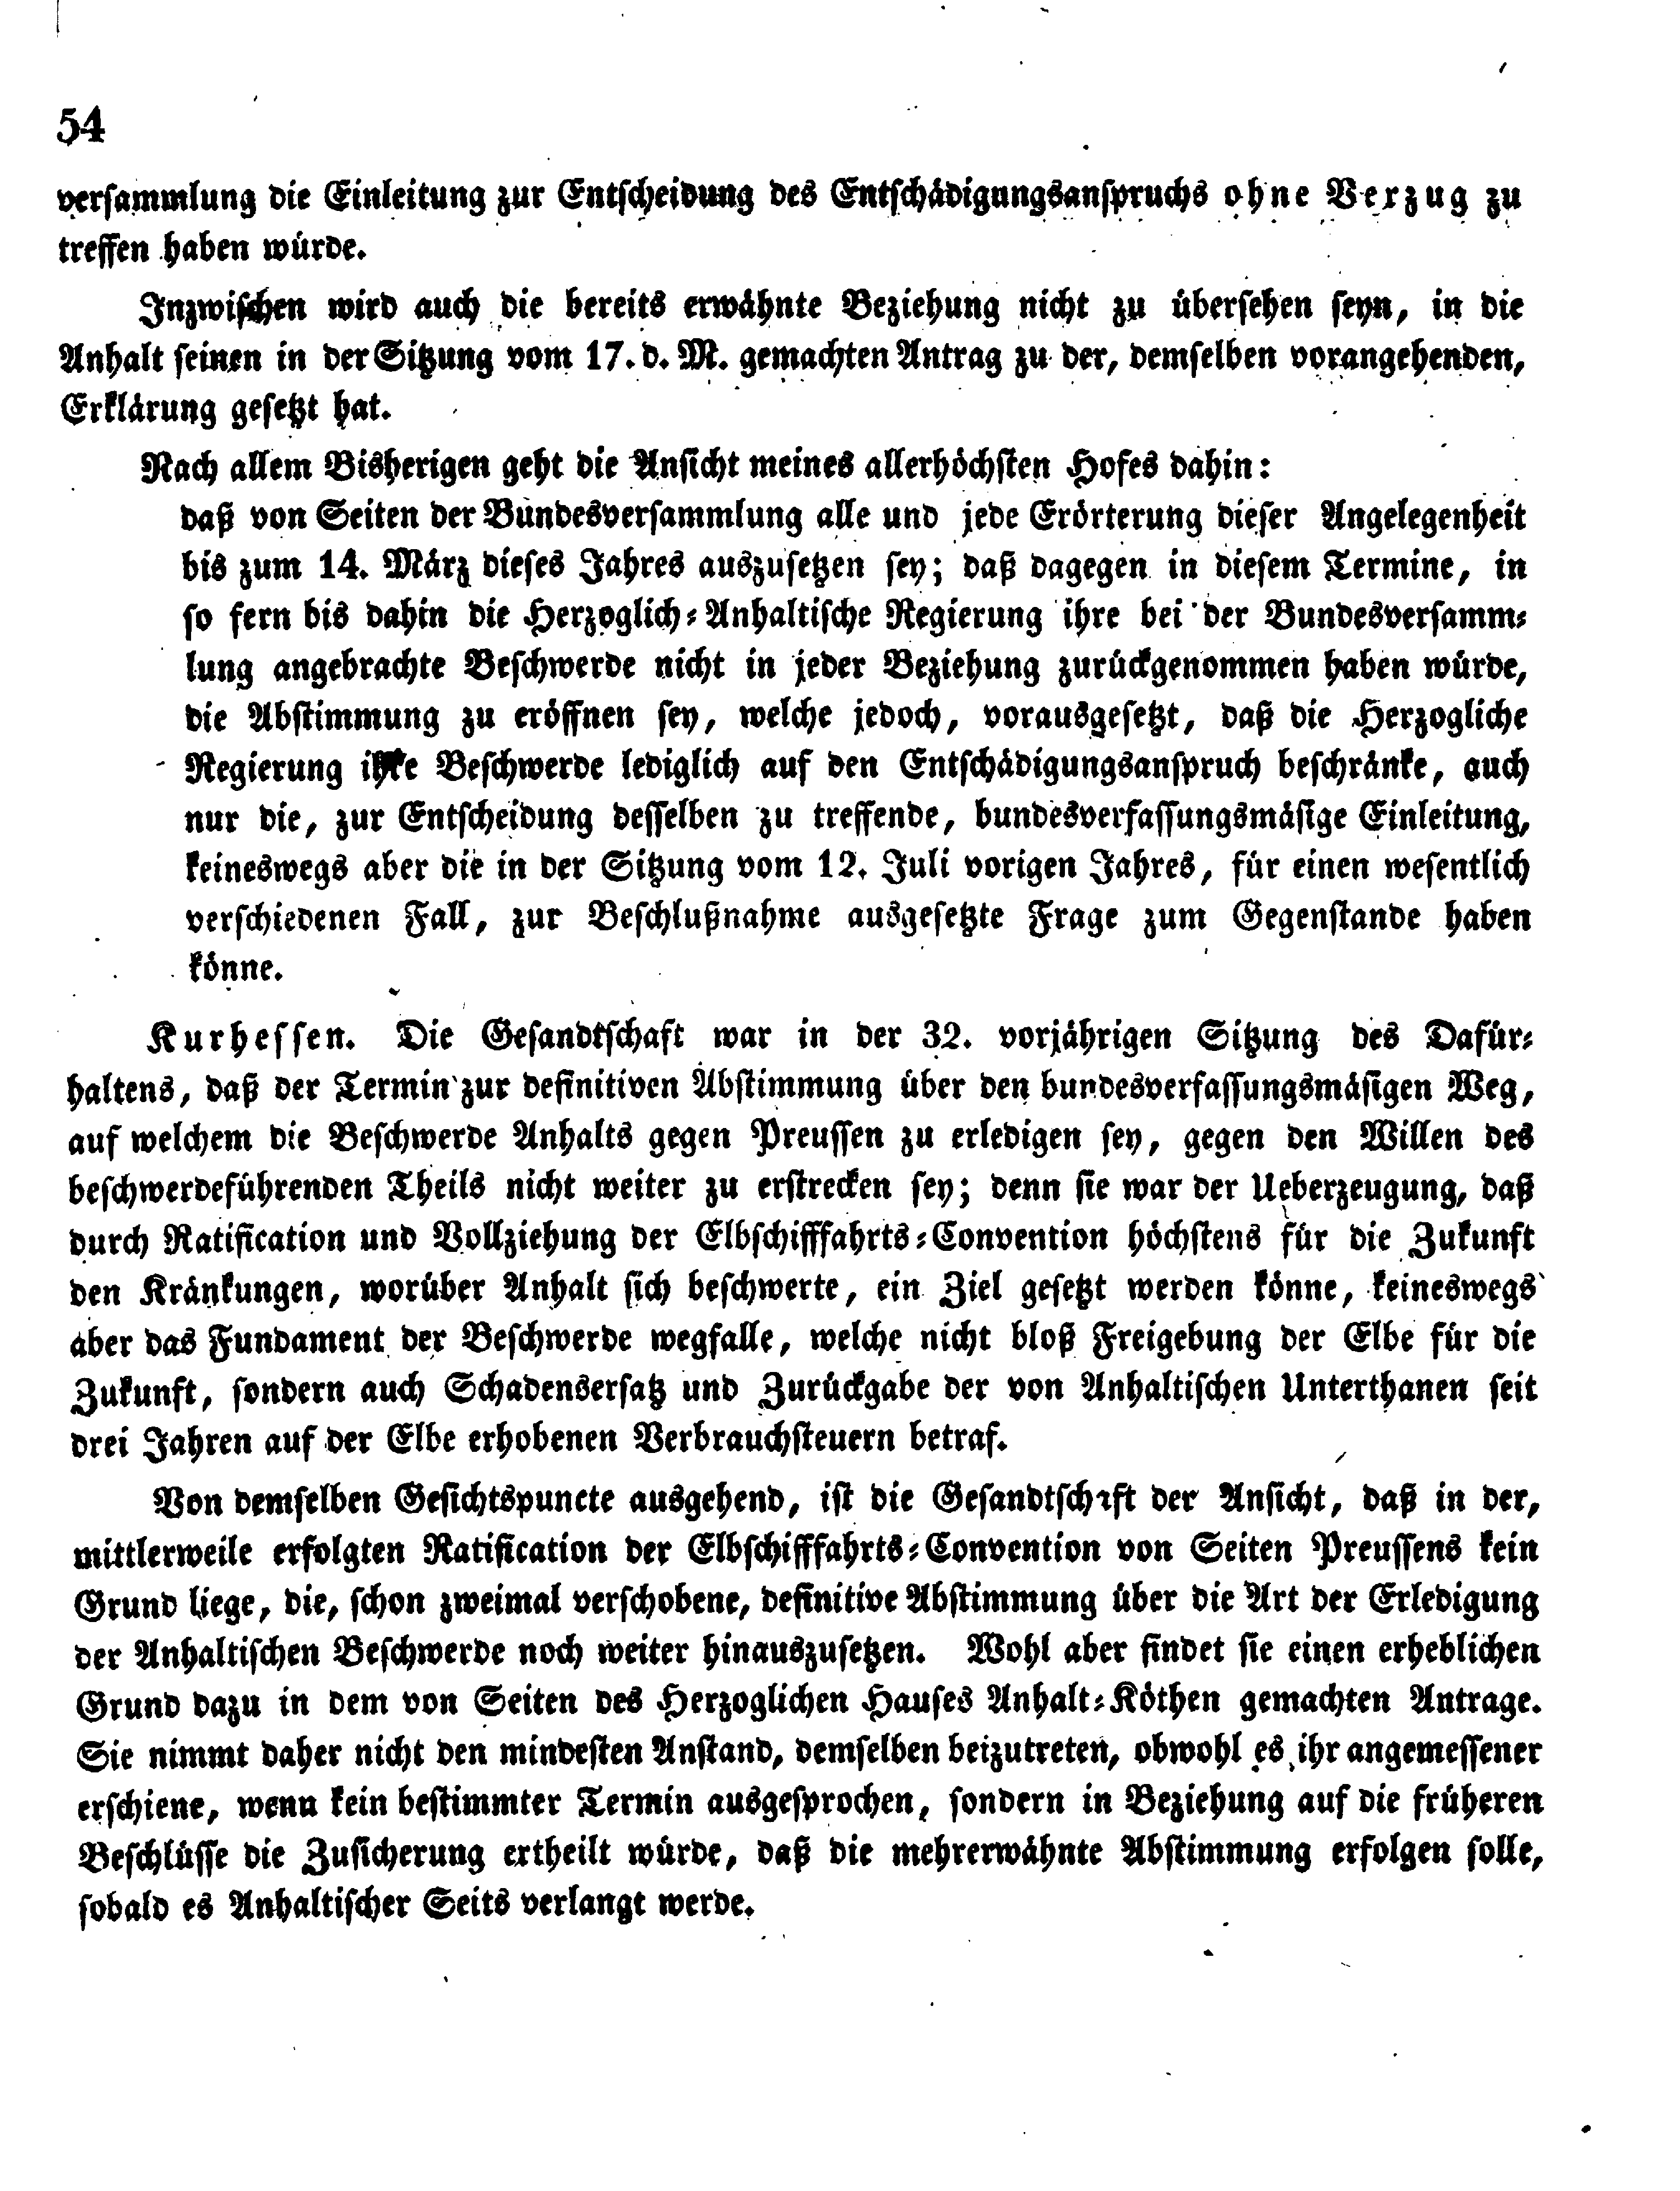 54
versammlung die Einleitung zur Entscheidung des Entschädigungsanspruchs ohne Verzug zu
treffen haben würde.
Inzwischen wird auch die bereits erwähnte Beziehung nicht zu übersehen seyn, in die
Anhalt seinen in der Sitzung vom 17. d. M. gemachten Antrag zu der, demselben vorangehenden,
Erklärung gesetzt hat.
Nach allem Bisherigen geht die Ansicht meines allerhöchsten Hofes dahin:
daß von Seiten der Bundesversammlung alle und jede Erörterung dieser Angelegenheit
bis zum 14. März dieses Jahres auszusetzen sey; daß dagegen in diesem Termine, in
so fern bis dahin die Herzoglich-Anhaltische Regierung ihre bei der Bundesversamm-
lung angebrachte Beschwerde nicht in jeder Beziehung zurückgenommen haben würde,
die Abstimmung zu eröffnen sey, welche jedoch, vorausgesetzt, daß die Herzogliche
Regierung ihre Beschwerde lediglich auf den Entschädigungsanspruch beschränke, auch
nur die, zur Entscheidung desselben zu treffende, bundesverfassungsmäsige Einleitung,
keineswegs aber die in der Sitzung vom 12. Juli vorigen Jahres, für einen wesentlich
verschiedenen Fall, zur Beschlußnahme ausgesetzte Frage zum Gegenstande haben
könne.
Kurhessen. Die Gesandtschaft war in der 32. vorjährigen Sitzung des Dafür-
haltens, daß der Termin zur definitiven Abstimmung über den bundesverfassungsmäsigen Weg,
auf welchem die Beschwerde Anhalts gegen Preussen zu erledigen sey, gegen den Willen des
beschwerdeführenden Theils nicht weiter zu erstrecken sey; denn sie war der Ueberzeugung, daß
durch Ratification und Vollziehung der Elbschifffahrts-Convention höchstens für die Zukunft
den Kränkungen, worüber Anhalt sich beschwerte, ein Ziel gesetzt werden könne, keineswegs
aber das Fundament der Beschwerde wegfalle, welche nicht bloß Freigebung der Elbe für die
Zukunft, sondern auch Schadensersatz und Zurückgabe der von Anhaltischen Unterthanen seit
drei Jahren auf der Elbe erhobenen Verbrauchsteuern betraf.
Von demselben Gesichtspuncte ausgehend, ist die Gesandtschaft der Ansicht, daß in der,
mittlerweile erfolgten Ratification der Elbschifffahrts-Convention von Seiten Preussens kein
Grund liege, die, schon zweimal verschobene, definitive Abstimmung über die Art der Erledigung
der Anhaltischen Beschwerde noch weiter hinauszusetzen. Wohl aber findet sie einen erheblichen
Grund dazu in dem von Seiten des Herzoglichen Hauses Anhalt-Köthen gemachten Antrage.
Sie nimmt daher nicht den mindesten Anstand, demselben beizutreten, obwohl es ihr angemessener
erschiene, wenn kein bestimmter Termin ausgesprochen, sondern in Beziehung auf die früheren
Beschlüsse die Zusicherung ertheilt würde, daß die mehrerwähnte Abstimmung erfolgen solle,
sobald es Anhaltischer Seits verlangt werde.